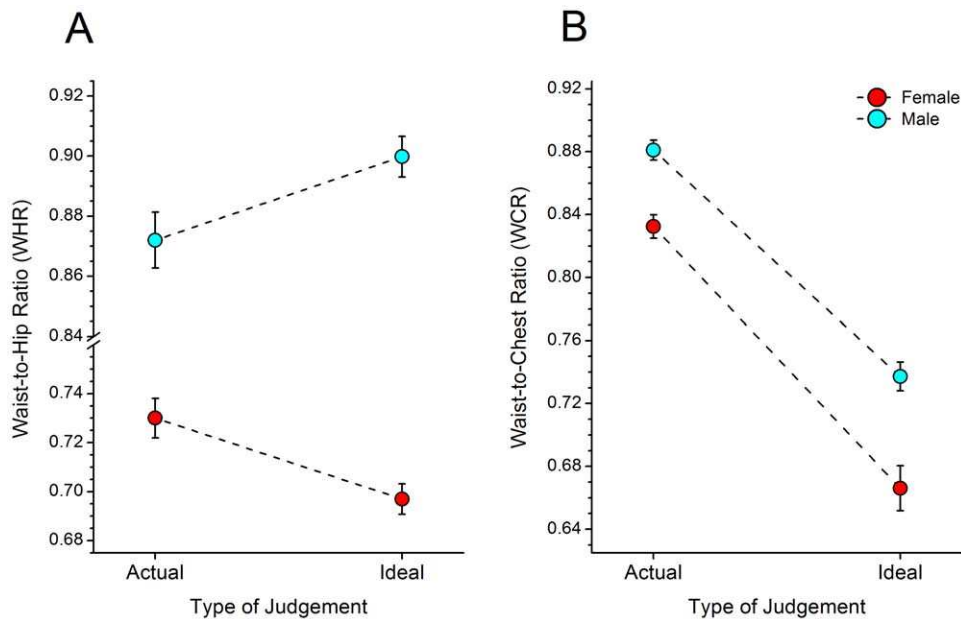 A
Waist-to-Hip Ratio (WHR)
0.92
0.90
0.88
0.86
0.84
0.74
0.72
0.70
0.68
Actual
Ideal
Type of Judgement
B
Waist-to-Chest Ratio (WCR)
0.92
0.88
0.84
0.80
0.76
0.72
0.68
0.64
Actual
Ideal
Type of Judgement
Female
Male